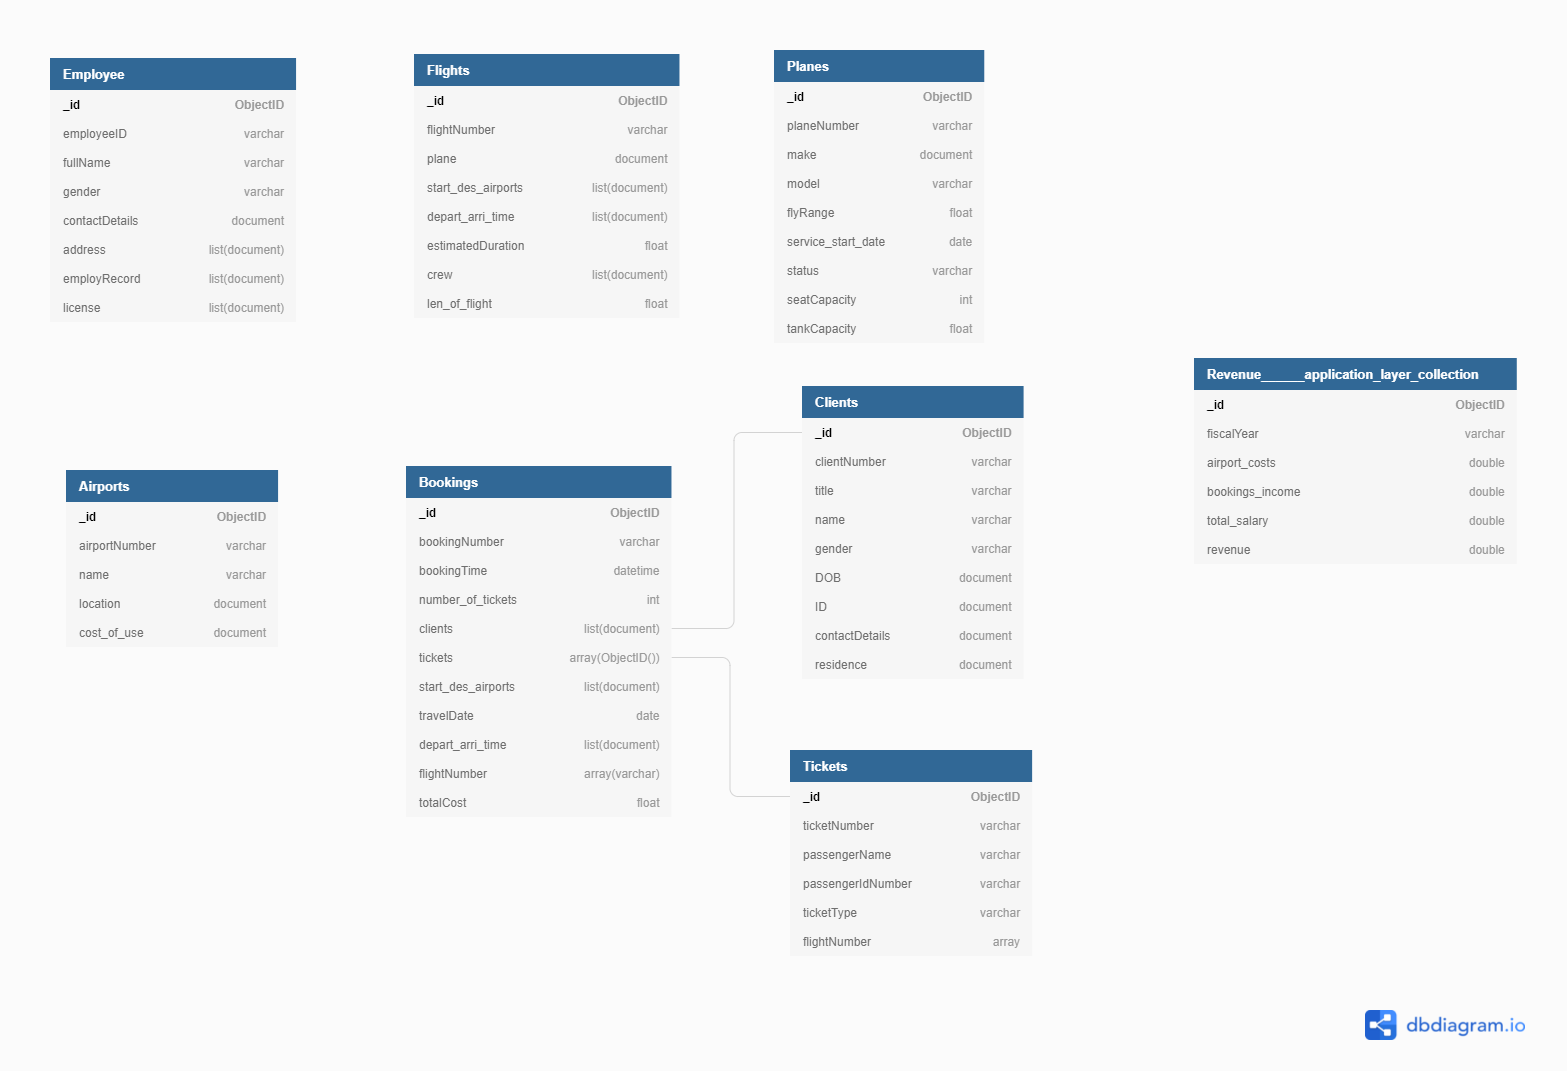 Employee
_id ObjectID
employeeID varchar
fullName varchar
gender varchar
contactDetails document
address list(document)
employRecord list(document)
license list(document)
Flights
_id ObjectID
flightNumber varchar
plane document
start_des_airports list(document)
depart_arri_time list(document)
estimatedDuration float
crew list(document)
len_of_flight float
Planes
_id ObjectID
planeNumber varchar
make document
model varchar
flyRange float
service_start_date date
status varchar
seatCapacity int
tankCapacity float
Revenue______application_layer_collection
_id ObjectID
fiscalYear varchar
airport_costs double
bookings_income double
total_salary double
revenue double
Clients
_id ObjectID
clientNumber varchar
title varchar
name varchar
gender varchar
DOB document
ID document
contactDetails document
residence document
Airports
_id ObjectID
airportNumber varchar
name varchar
location document
cost_of_use document
Bookings
_id ObjectID
bookingNumber varchar
bookingTime datetime
number_of_tickets int
clients list(document)
tickets array(ObjectID())
start_des_airports list(document)
travelDate date
depart_arri_time list(document)
flightNumber array(varchar)
totalCost float
Tickets
_id ObjectID
ticketNumber varchar
passengerName varchar
passengerIdNumber varchar
ticketType varchar
flightNumber array
dbdiagram.io